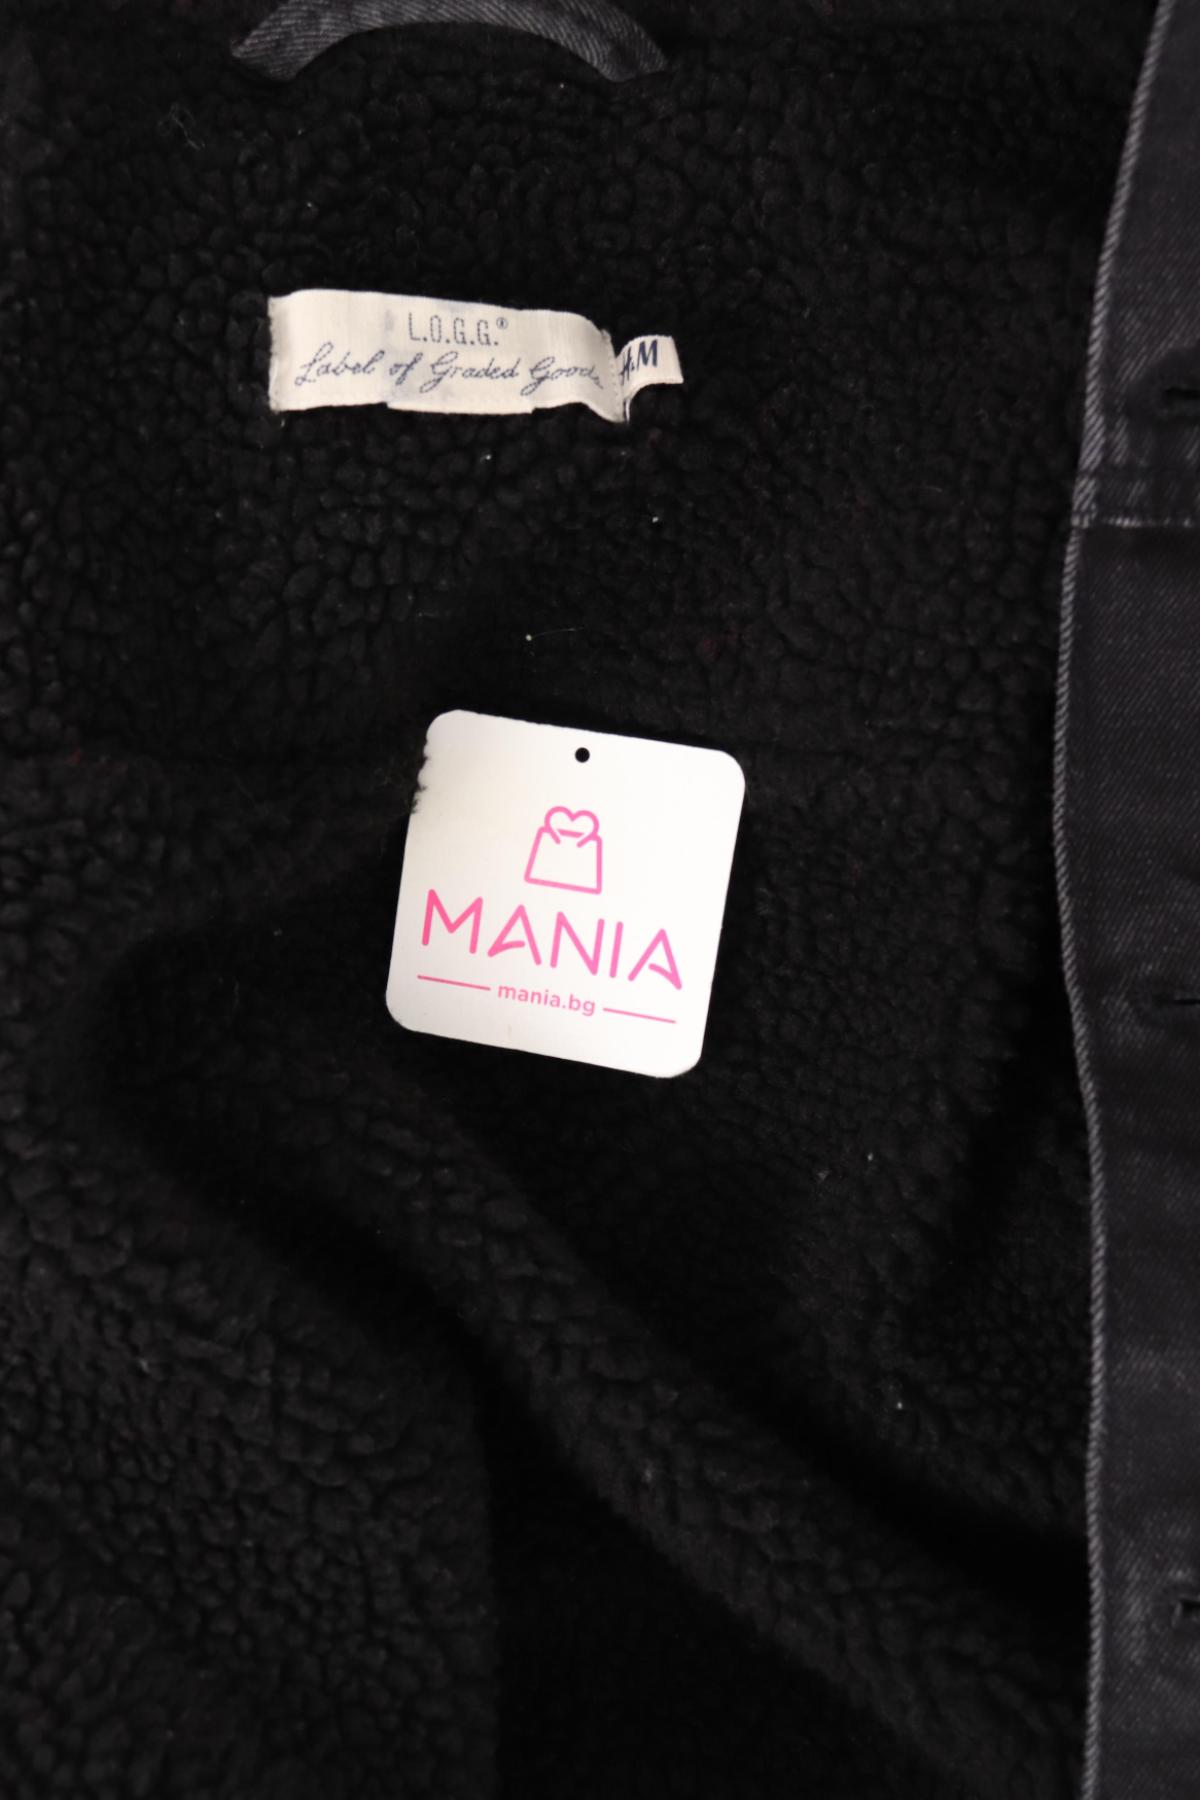 L.O.G.G.®
Label of Graded Goods
H&M
MANIA
mania.bg